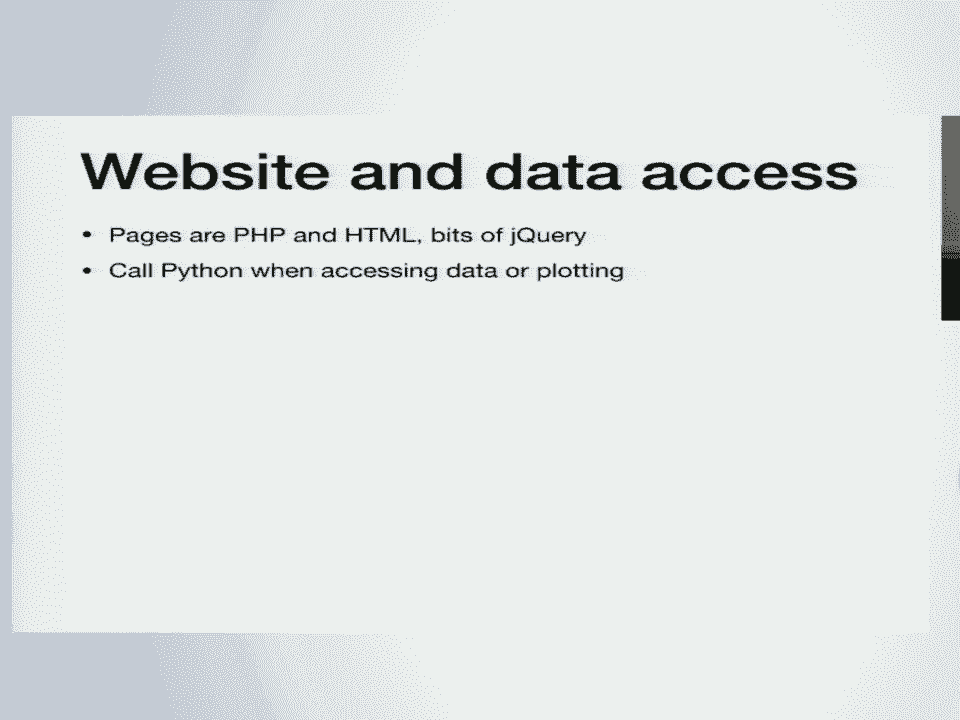 Website and data access
• Pages are PHP and HTML, bits of jQuery
• Call Python when accessing data or plotting